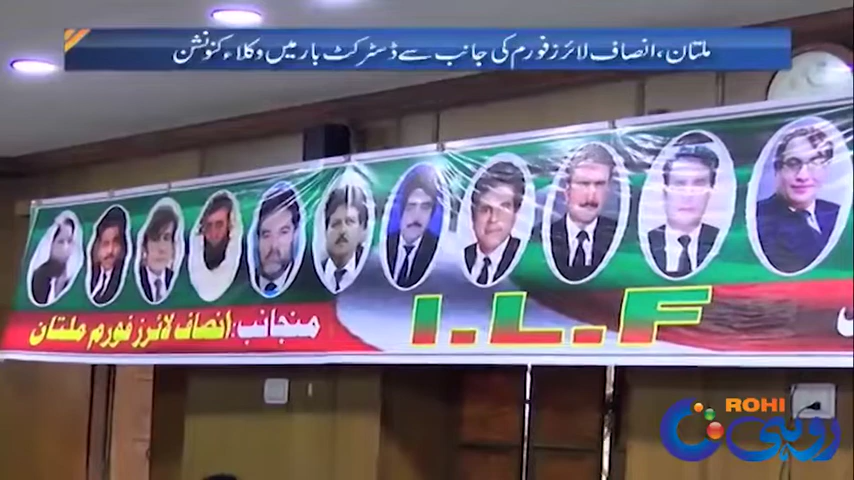 ملتان، انصاف لائرز فورم کی جانب سے ڈسٹرکٹ بار میں وکلاء کنونشن
منجانب: انصاف لائرز فورم ملتان
I.L.F
ROHI
روہی